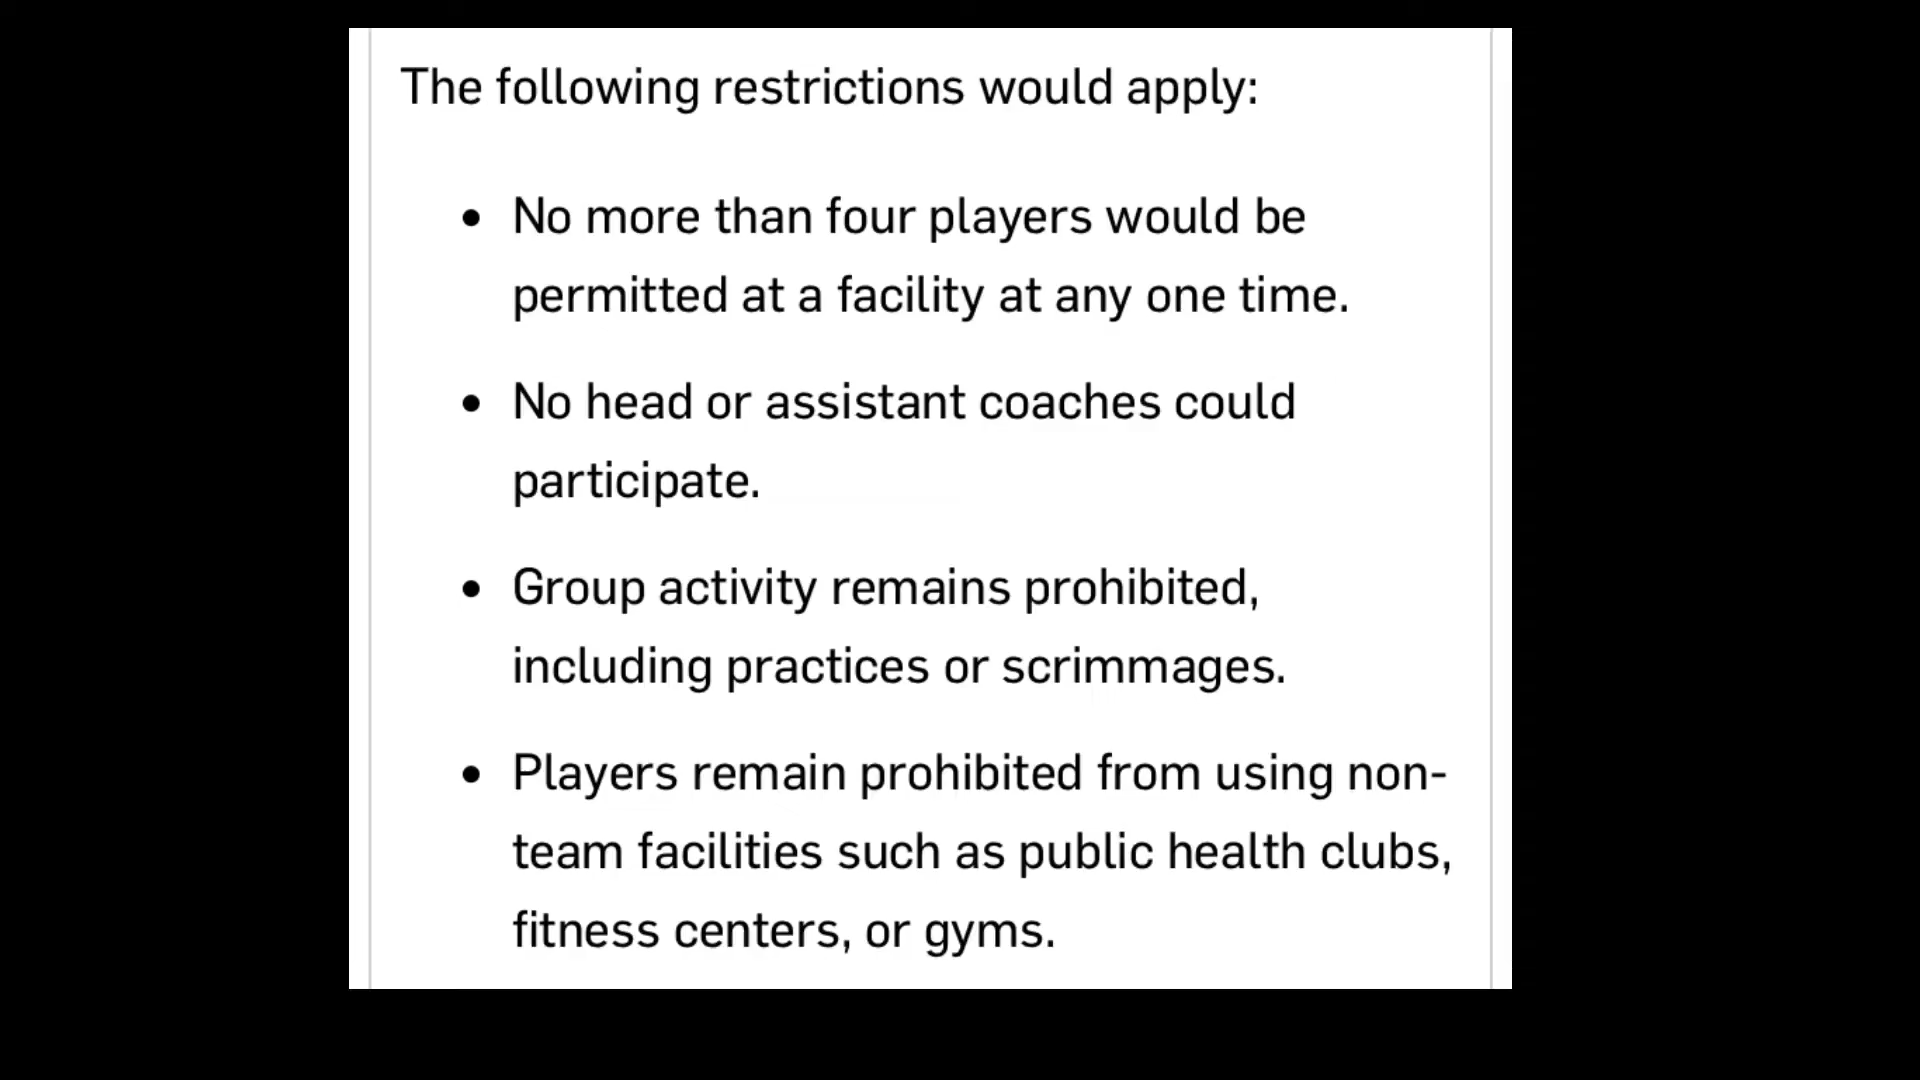 The following restrictions would apply:
• No more than four players would be
permitted at a facility at any one time.
• No head or assistant coaches could
participate.
• Group activity remains prohibited,
including practices or scrimmages.
• Players remain prohibited from using non-
team facilities such as public health clubs,
fitness centers, or gyms.